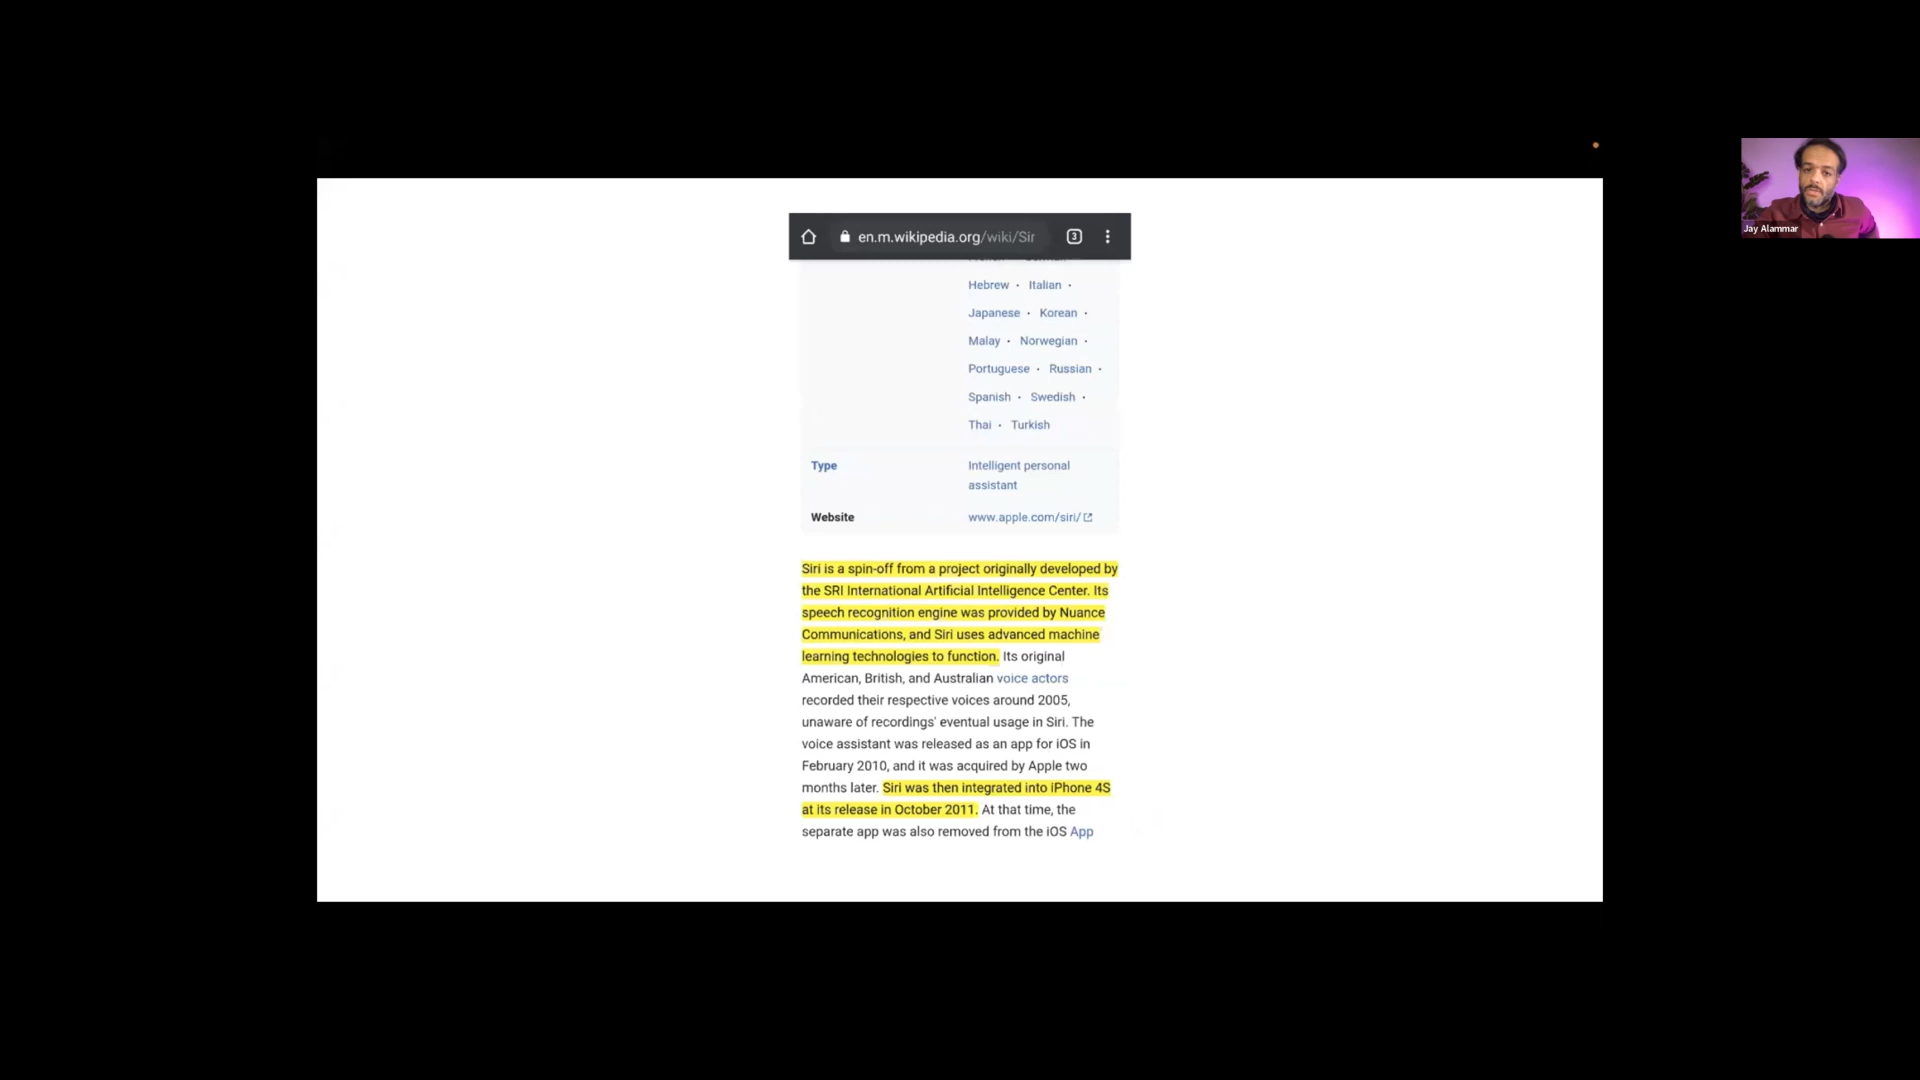 en.m.wikipedia.org/wiki/Sir
3
Jay Alammar
Hebrew · Italian ·
Japanese · Korean ·
Malay · Norwegian ·
Portuguese · Russian ·
Spanish · Swedish ·
Thai · Turkish
Type
Intelligent personal
assistant
Website
www.apple.com/siri/
Siri is a spin-off from a project originally developed by
the SRI International Artificial Intelligence Center. Its
speech recognition engine was provided by Nuance
Communications, and Siri uses advanced machine
learning technologies to function. Its original
American, British, and Australian voice actors
recorded their respective voices around 2005,
unaware of recordings' eventual usage in Siri. The
voice assistant was released as an app for iOS in
February 2010, and it was acquired by Apple two
months later. Siri was then integrated into iPhone 4S
at its release in October 2011. At that time, the
separate app was also removed from the iOS App